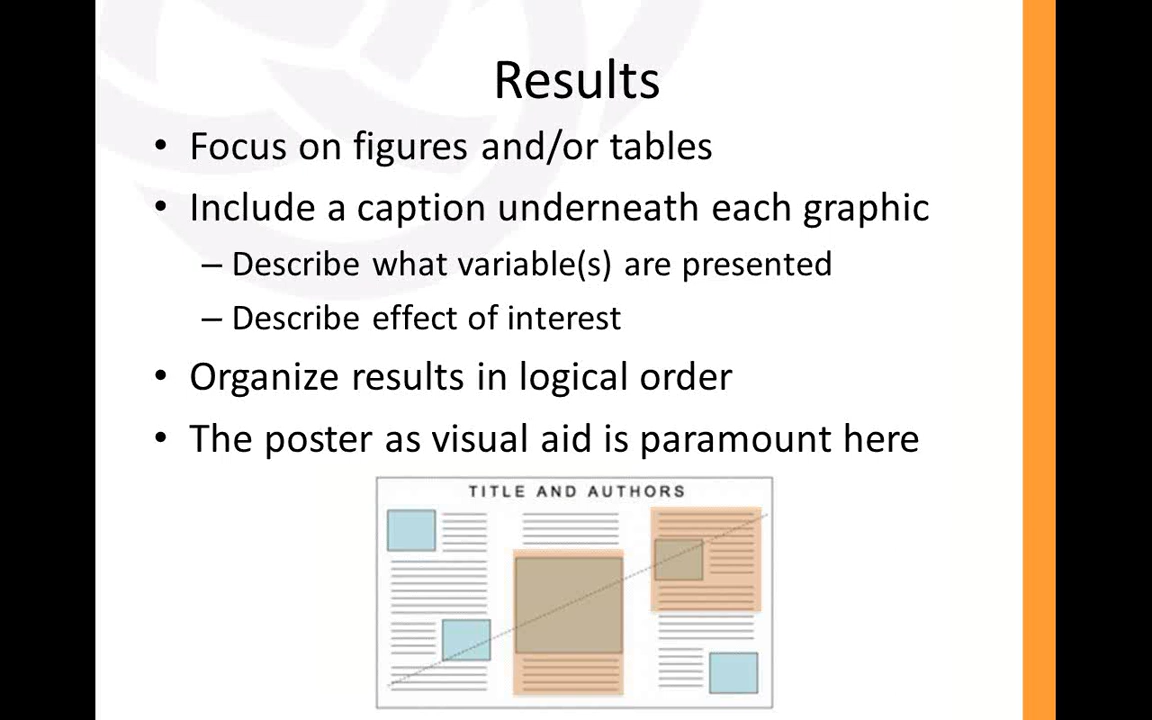 Results
• Focus on figures and/or tables
• Include a caption underneath each graphic
– Describe what variable(s) are presented
– Describe effect of interest
• Organize results in logical order
• The poster as visual aid is paramount here
TITLE AND AUTHORS